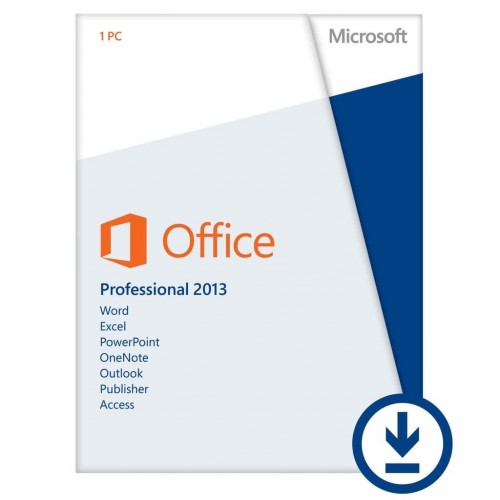 1 PC
Microsoft
Office
Professional 2013
Word
Excel
PowerPoint
OneNote
Outlook
Publisher
Access